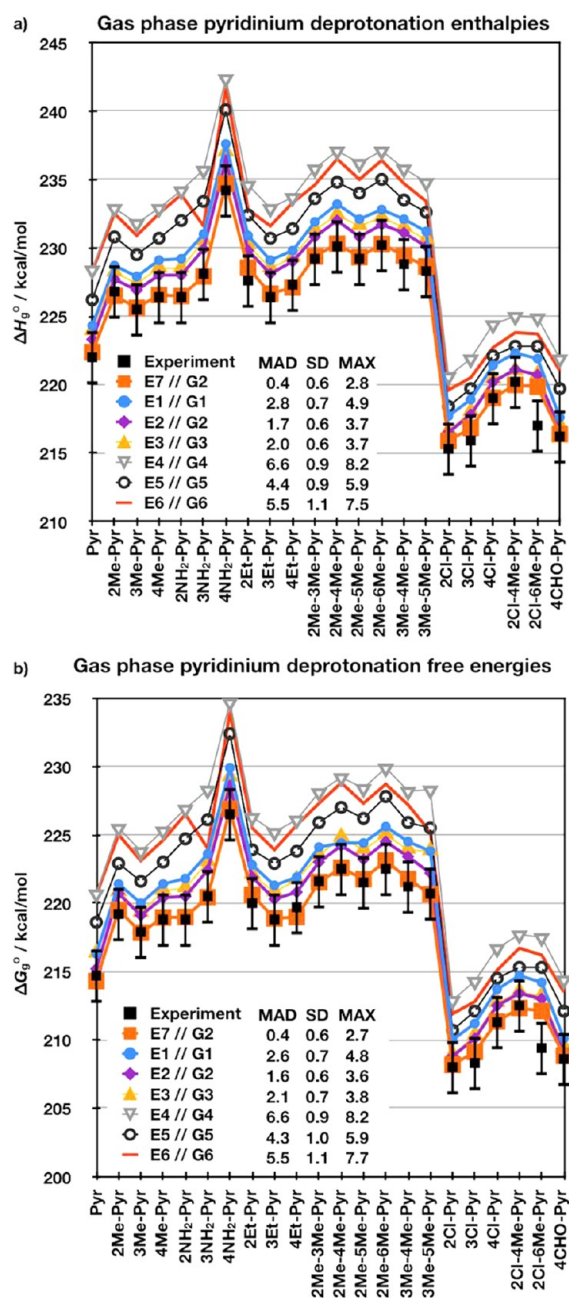 a) Gas phase pyridinium deprotonation enthalpies
245
240
235
230
225
220
215
210
ΔHg° / kcal/mol
Experiment MAD SD MAX
E7 // G2 0.4 0.6 2.8
E1 // G1 2.8 0.7 4.9
E2 // G2 1.7 0.6 3.7
E3 // G3 2.0 0.6 3.7
E4 // G4 6.6 0.9 8.2
E5 // G5 4.4 0.9 5.9
E6 // G6 5.5 1.1 7.5
Pyr
2Me-Pyr
3Me-Pyr
4Me-Pyr
2NH₂-Pyr
3NH₂-Pyr
4NH₂-Pyr
2Et-Pyr
3Et-Pyr
4Et-Pyr
2Me-3Me-Pyr
2Me-4Me-Pyr
2Me-5Me-Pyr
2Me-6Me-Pyr
3Me-4Me-Pyr
3Me-5Me-Pyr
2Cl-Pyr
3Cl-Pyr
4Cl-Pyr
2Cl-4Me-Pyr
2Cl-6Me-Pyr
4CHO-Pyr
b) Gas phase pyridinium deprotonation free energies
235
230
225
220
215
210
205
200
ΔGg° / kcal/mol
Experiment MAD SD MAX
E7 // G2 0.4 0.6 2.7
E1 // G1 2.6 0.7 4.8
E2 // G2 1.6 0.6 3.6
E3 // G3 2.1 0.7 3.8
E4 // G4 6.6 0.9 8.2
E5 // G5 4.3 1.0 5.9
E6 // G6 5.5 1.1 7.7
Pyr
2Me-Pyr
3Me-Pyr
4Me-Pyr
2NH₂-Pyr
3NH₂-Pyr
4NH₂-Pyr
2Et-Pyr
3Et-Pyr
4Et-Pyr
2Me-3Me-Pyr
2Me-4Me-Pyr
2Me-5Me-Pyr
2Me-6Me-Pyr
3Me-4Me-Pyr
3Me-5Me-Pyr
2Cl-Pyr
3Cl-Pyr
4Cl-Pyr
2Cl-4Me-Pyr
2Cl-6Me-Pyr
4CHO-Pyr